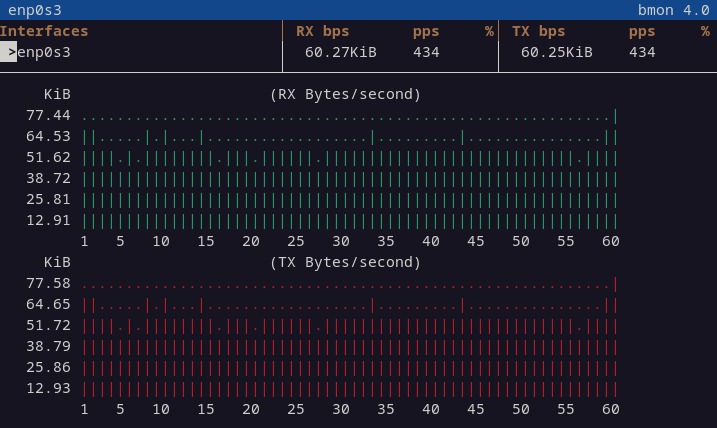 enp0s3 bmon 4.0
Interfaces │ RX bps pps % │ TX bps pps %
>enp0s3 │ 60.27KiB 434 │ 60.25KiB 434
KiB (RX Bytes/second)
77.44 ...........................................................|
64.53 ||.....|.|...|..................|.........|...............||
51.62 ||||.|.||||||||.|||.||||||.||||||||||||||||||||||||||||.||||
38.72 ||||||||||||||||||||||||||||||||||||||||||||||||||||||||||||
25.81 ||||||||||||||||||||||||||||||||||||||||||||||||||||||||||||
12.91 ||||||||||||||||||||||||||||||||||||||||||||||||||||||||||||
1 5 10 15 20 25 30 35 40 45 50 55 60
KiB (TX Bytes/second)
77.58 ...........................................................|
64.65 ||.....|.|...|..................|.........|...............||
51.72 ||||.|.||||||||.|||.||||||.||||||||||||||||||||||||||||.||||
38.79 ||||||||||||||||||||||||||||||||||||||||||||||||||||||||||||
25.86 ||||||||||||||||||||||||||||||||||||||||||||||||||||||||||||
12.93 ||||||||||||||||||||||||||||||||||||||||||||||||||||||||||||
1 5 10 15 20 25 30 35 40 45 50 55 60